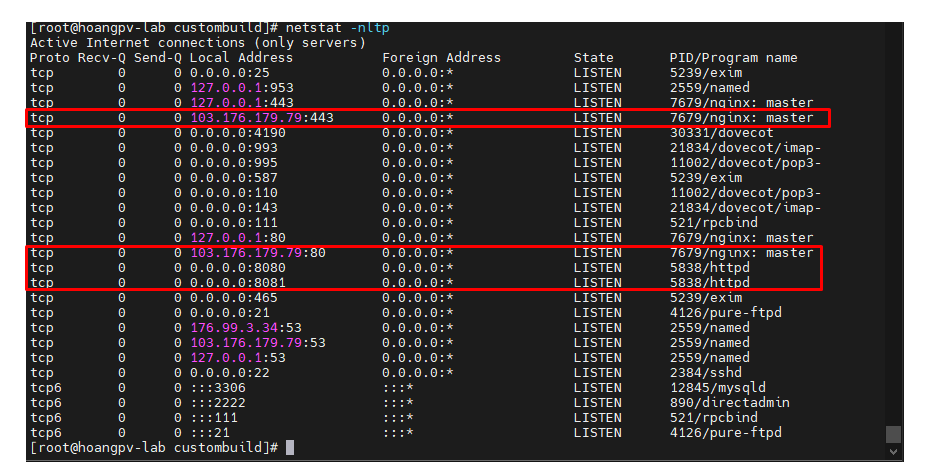 [root@hoangpv-lab custombuild]# netstat -nltp
Active Internet connections (only servers)
Proto Recv-Q Send-Q Local Address           Foreign Address         State       PID/Program name
tcp        0      0 0.0.0.0:25              0.0.0.0:*               LISTEN      5239/exim
tcp        0      0 127.0.0.1:953           0.0.0.0:*               LISTEN      2559/named
tcp        0      0 127.0.0.1:443           0.0.0.0:*               LISTEN      7679/nginx: master
tcp        0      0 103.176.179.79:443      0.0.0.0:*               LISTEN      7679/nginx: master
tcp        0      0 0.0.0.0:4190            0.0.0.0:*               LISTEN      30331/dovecot
tcp        0      0 0.0.0.0:993             0.0.0.0:*               LISTEN      21834/dovecot/imap-
tcp        0      0 0.0.0.0:995             0.0.0.0:*               LISTEN      11002/dovecot/pop3-
tcp        0      0 0.0.0.0:587             0.0.0.0:*               LISTEN      5239/exim
tcp        0      0 0.0.0.0:110             0.0.0.0:*               LISTEN      11002/dovecot/pop3-
tcp        0      0 0.0.0.0:143             0.0.0.0:*               LISTEN      21834/dovecot/imap-
tcp        0      0 0.0.0.0:111             0.0.0.0:*               LISTEN      521/rpcbind
tcp        0      0 127.0.0.1:80            0.0.0.0:*               LISTEN      7679/nginx: master
tcp        0      0 103.176.179.79:80       0.0.0.0:*               LISTEN      7679/nginx: master
tcp        0      0 0.0.0.0:8080            0.0.0.0:*               LISTEN      5838/httpd
tcp        0      0 0.0.0.0:8081            0.0.0.0:*               LISTEN      5838/httpd
tcp        0      0 0.0.0.0:465             0.0.0.0:*               LISTEN      5239/exim
tcp        0      0 0.0.0.0:21              0.0.0.0:*               LISTEN      4126/pure-ftpd
tcp        0      0 176.99.3.34:53          0.0.0.0:*               LISTEN      2559/named
tcp        0      0 103.176.179.79:53       0.0.0.0:*               LISTEN      2559/named
tcp        0      0 127.0.0.1:53            0.0.0.0:*               LISTEN      2559/named
tcp        0      0 0.0.0.0:22              0.0.0.0:*               LISTEN      2384/sshd
tcp6       0      0 :::3306                 :::*                    LISTEN      12845/mysqld
tcp6       0      0 :::2222                 :::*                    LISTEN      890/directadmin
tcp6       0      0 :::111                  :::*                    LISTEN      521/rpcbind
tcp6       0      0 :::21                   :::*                    LISTEN      4126/pure-ftpd
[root@hoangpv-lab custombuild]#